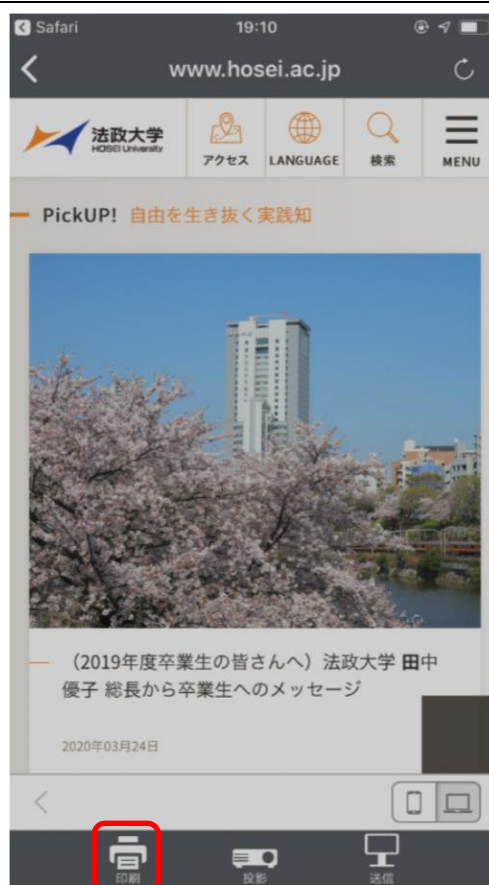 Safari 19:10
www.hosei.ac.jp
法政大学
HOSEI University
アクセス LANGUAGE 検索 MENU
PickUP! 自由を生き抜く実践知
(2019年度卒業生の皆さんへ)法政大学 田中
優子 総長から卒業生へのメッセージ
2020年03月24日
印刷 投影 送信